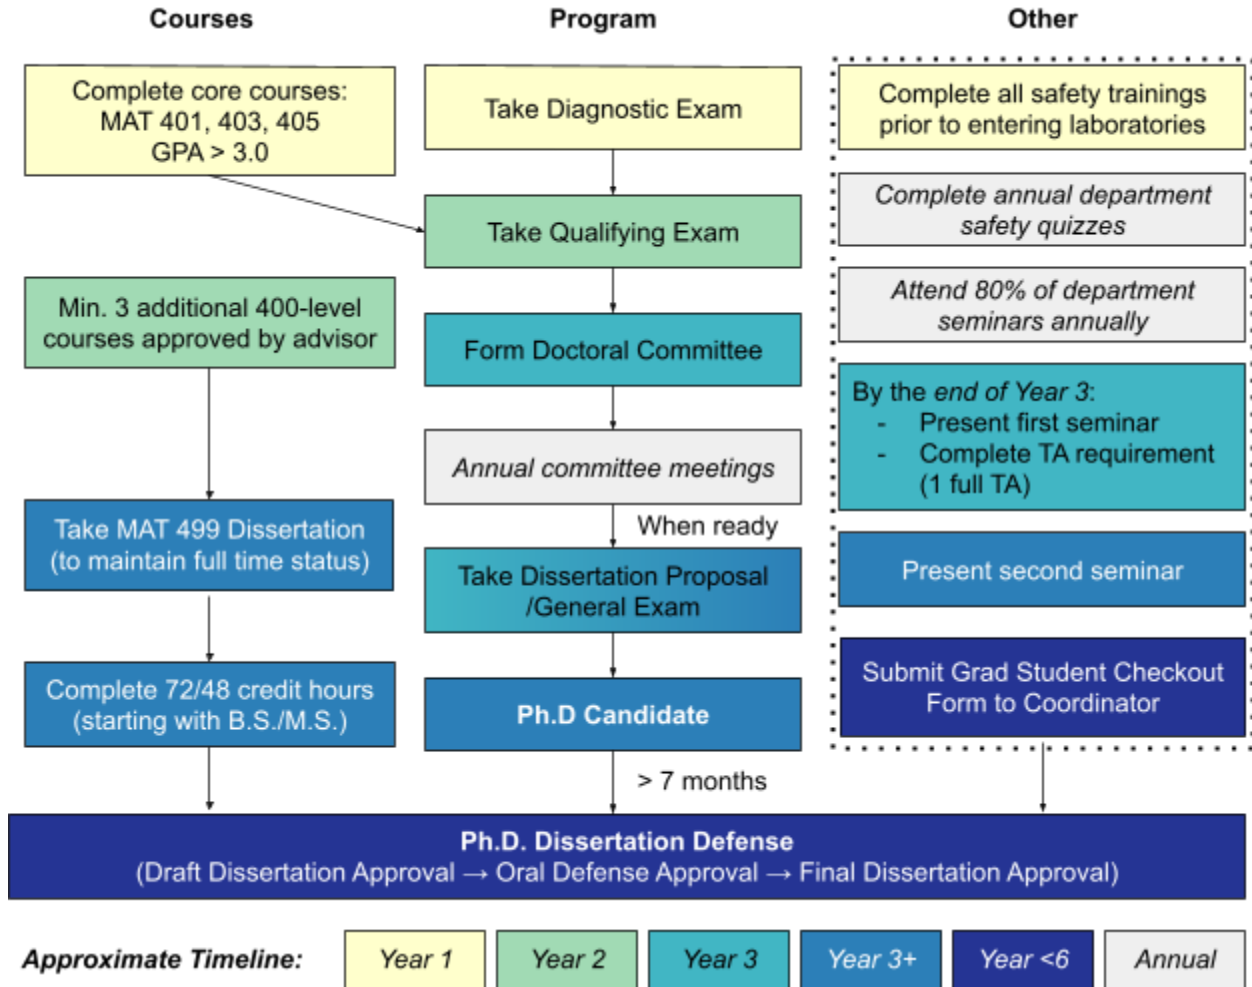 Courses
Program
Other
Complete core courses:
MAT 401, 403, 405
GPA > 3.0
Take Diagnostic Exam
Complete all safety trainings
prior to entering laboratories
Take Qualifying Exam
Complete annual department
safety quizzes
Min. 3 additional 400-level
courses approved by advisor
Form Doctoral Committee
Attend 80% of department
seminars annually
Annual committee meetings
By the end of Year 3:
- Present first seminar
- Complete TA requirement
(1 full TA)
When ready
Take MAT 499 Dissertation
(to maintain full time status)
Take Dissertation Proposal
/General Exam
Present second seminar
Complete 72/48 credit hours
(starting with B.S./M.S.)
Ph.D Candidate
Submit Grad Student Checkout
Form to Coordinator
> 7 months
Ph.D. Dissertation Defense
(Draft Dissertation Approval → Oral Defense Approval → Final Dissertation Approval)
Approximate Timeline:
Year 1
Year 2
Year 3
Year 3+
Year <6
Annual